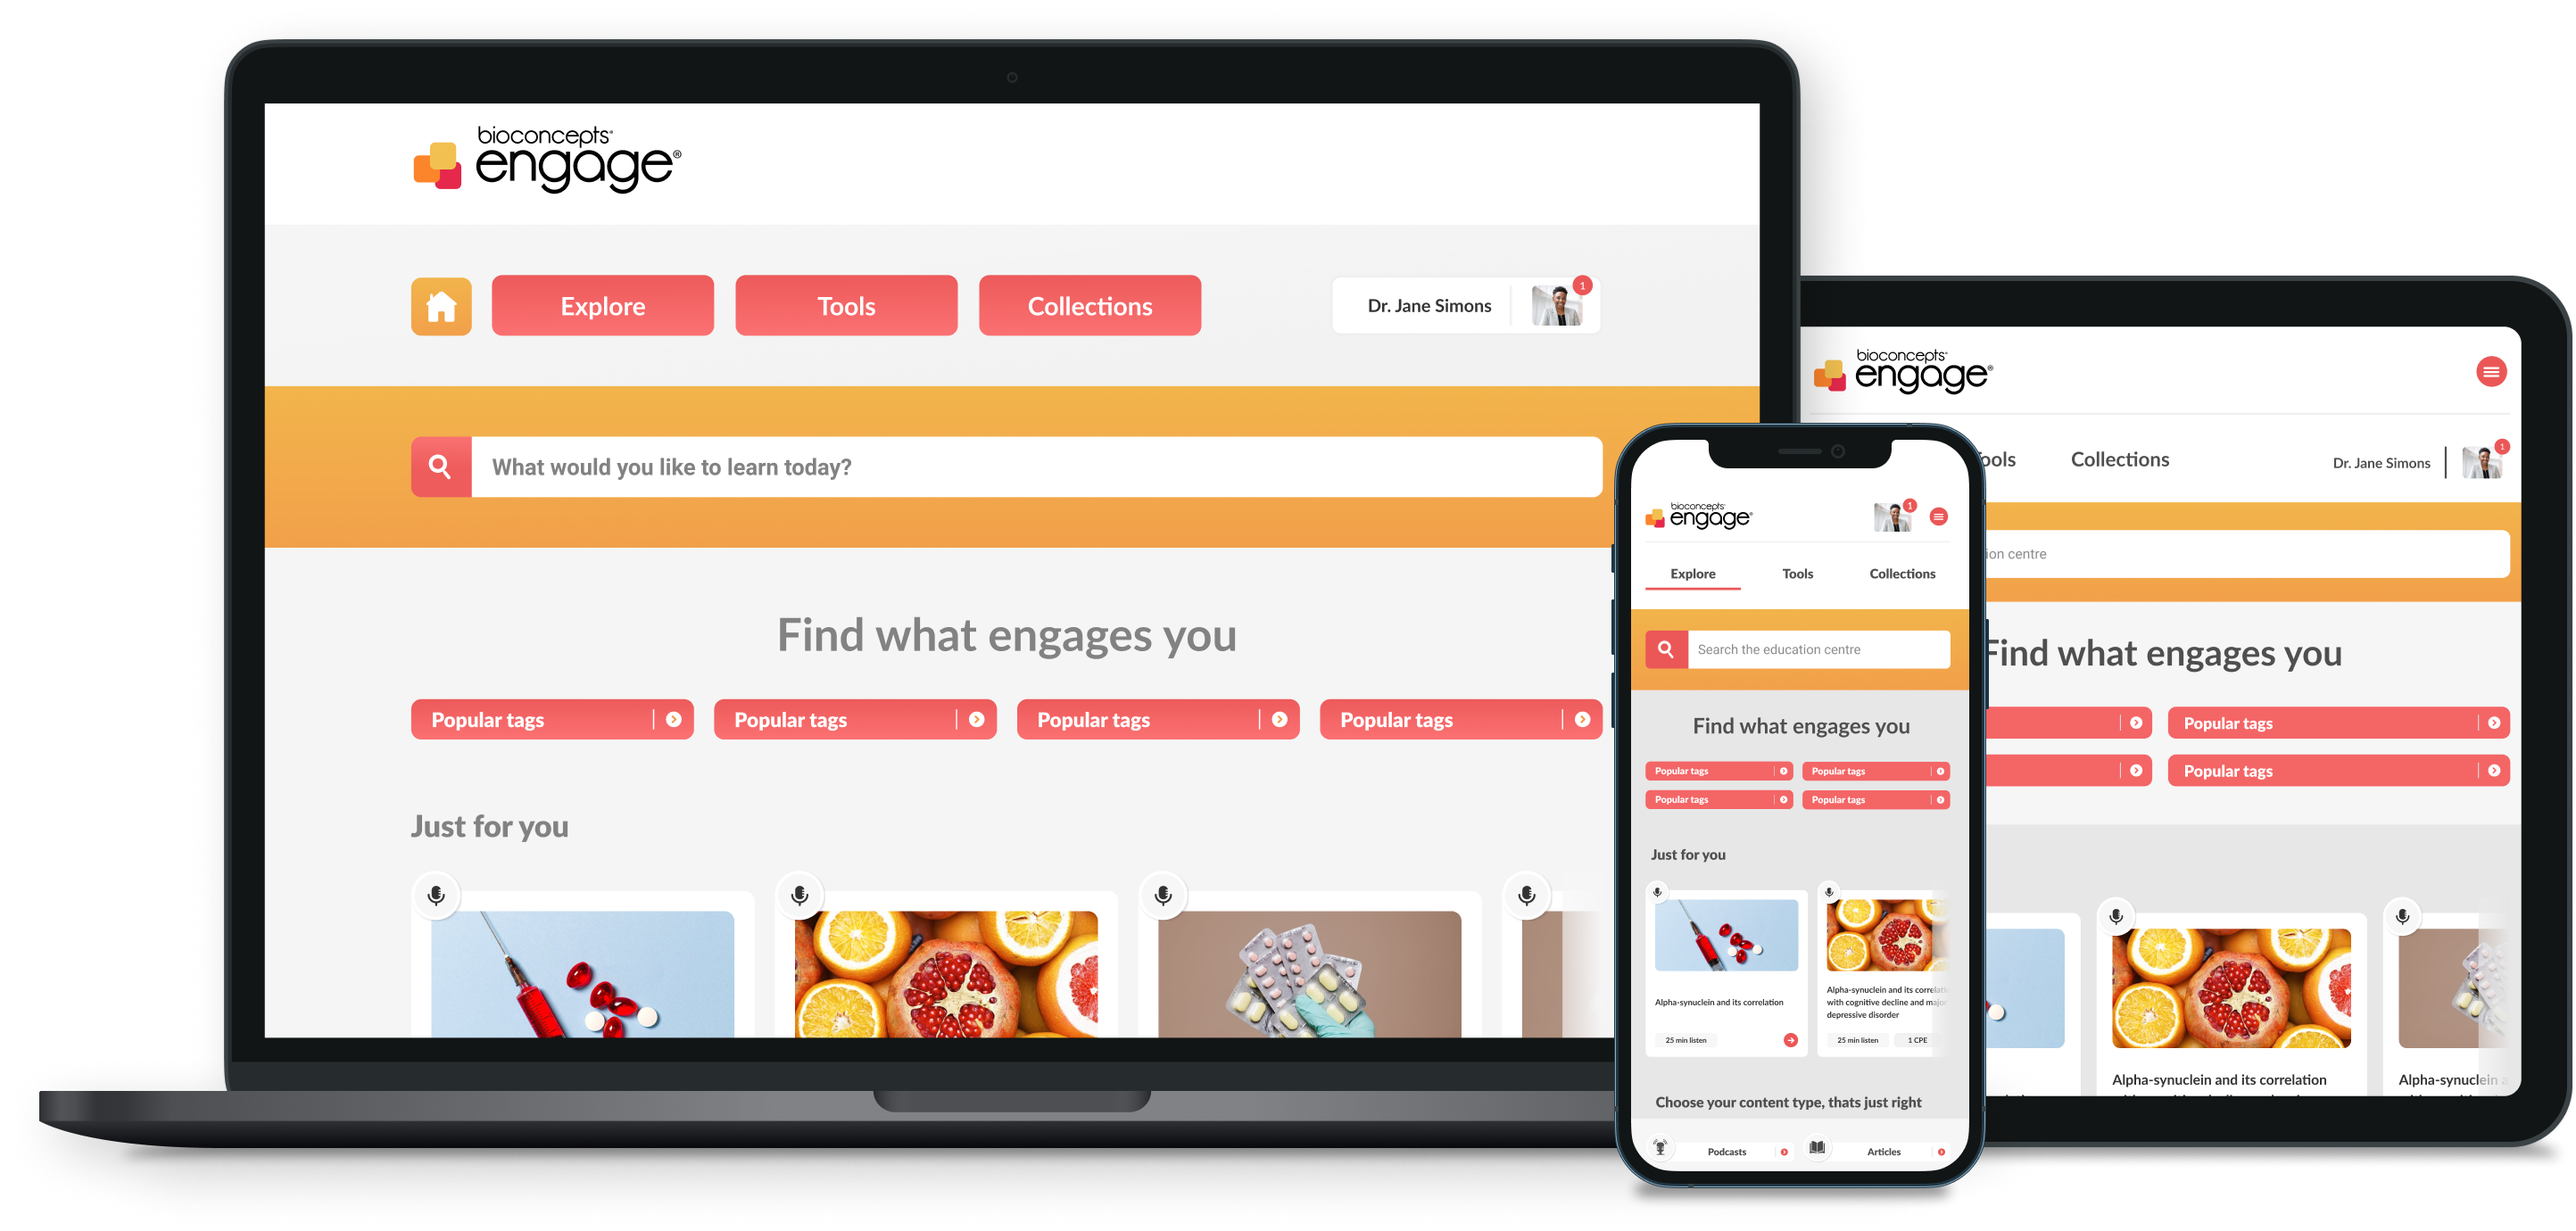 bioconcepts
engage®
Explore
Tools
Collections
Dr. Jane Simons
1
What would you like to learn today?
Find what engages you
Popular tags
Popular tags
Popular tags
Popular tags
Just for you
bioconcepts
engage®
1
Explore
Tools
Collections
Search the education centre
Find what engages you
Popular tags
Popular tags
Popular tags
Popular tags
Just for you
Alpha-synuclein and its correlation
25 min listen
Alpha-synuclein and its correlatio
with cognitive decline and major
depressive disorder
25 min listen
1 CPE
Choose your content type, thats just right
Podcasts
Articles
bioconcepts
engage®
ools
Collections
Dr. Jane Simons
1
ion centre
Find what engages you
Popular tags
Popular tags
Alpha-synuclein and its correlation
Alpha-synuclein